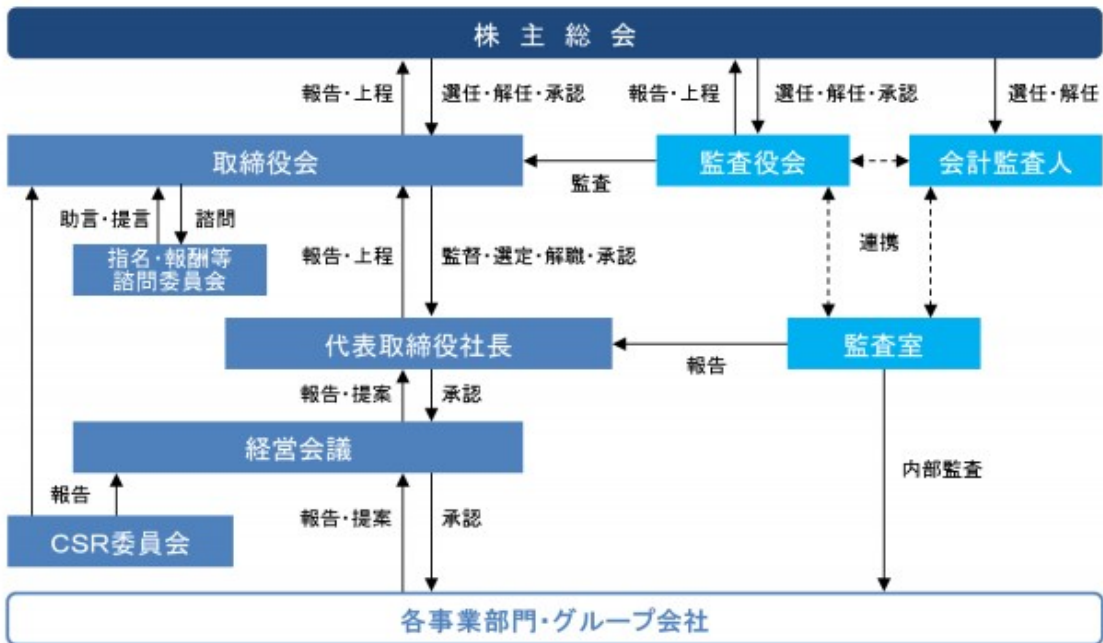 株主総会
報告・上程
選任・解任・承認
報告・上程
選任・解任・承認
選任・解任
取締役会
監査役会
会計監査人
監査
助言・提言
諮問
指名・報酬等
諮問委員会
報告・上程
監督・選定・解職・承認
連携
代表取締役社長
監査室
報告
報告・提案
承認
経営会議
内部監査
報告
報告・提案
承認
CSR委員会
各事業部門・グループ会社